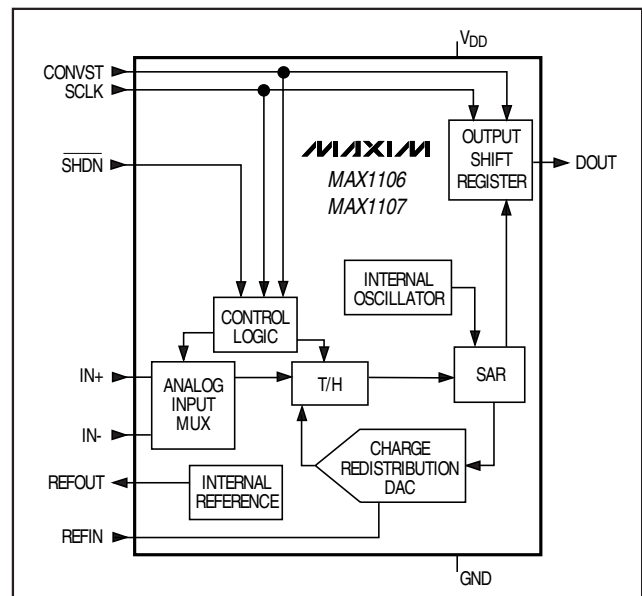 VDD
CONVST
SCLK
SHDN
MAXIM
MAX1106
MAX1107
OUTPUT
SHIFT
REGISTER
DOUT
INTERNAL
OSCILLATOR
CONTROL
LOGIC
IN+
IN-
ANALOG
INPUT
MUX
T/H
SAR
CHARGE
REDISTRIBUTION
DAC
REFOUT
INTERNAL
REFERENCE
REFIN
GND